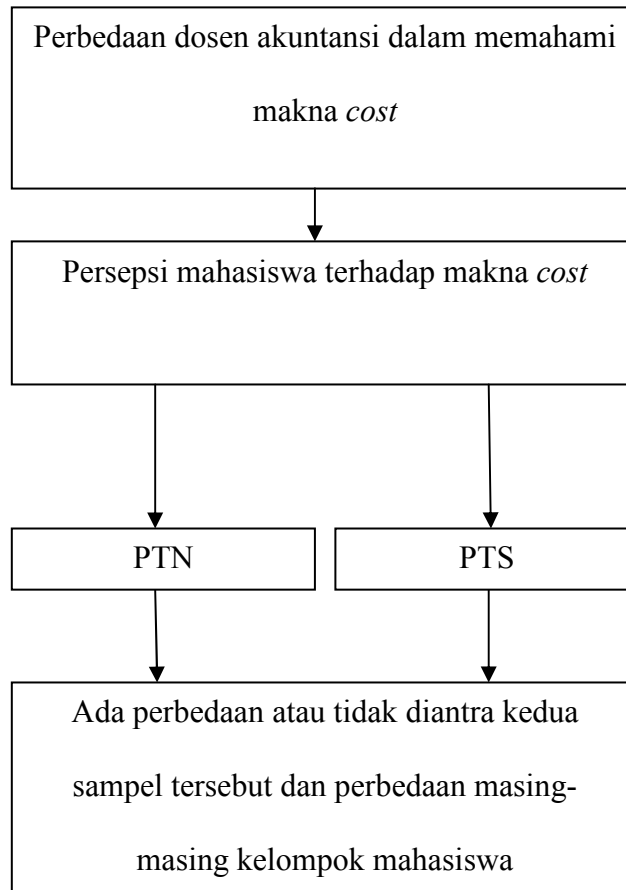 Perbedaan dosen akuntansi dalam memahami
makna cost
Persepsi mahasiswa terhadap makna cost
PTN
PTS
Ada perbedaan atau tidak diantra kedua
sampel tersebut dan perbedaan masing-
masing kelompok mahasiswa